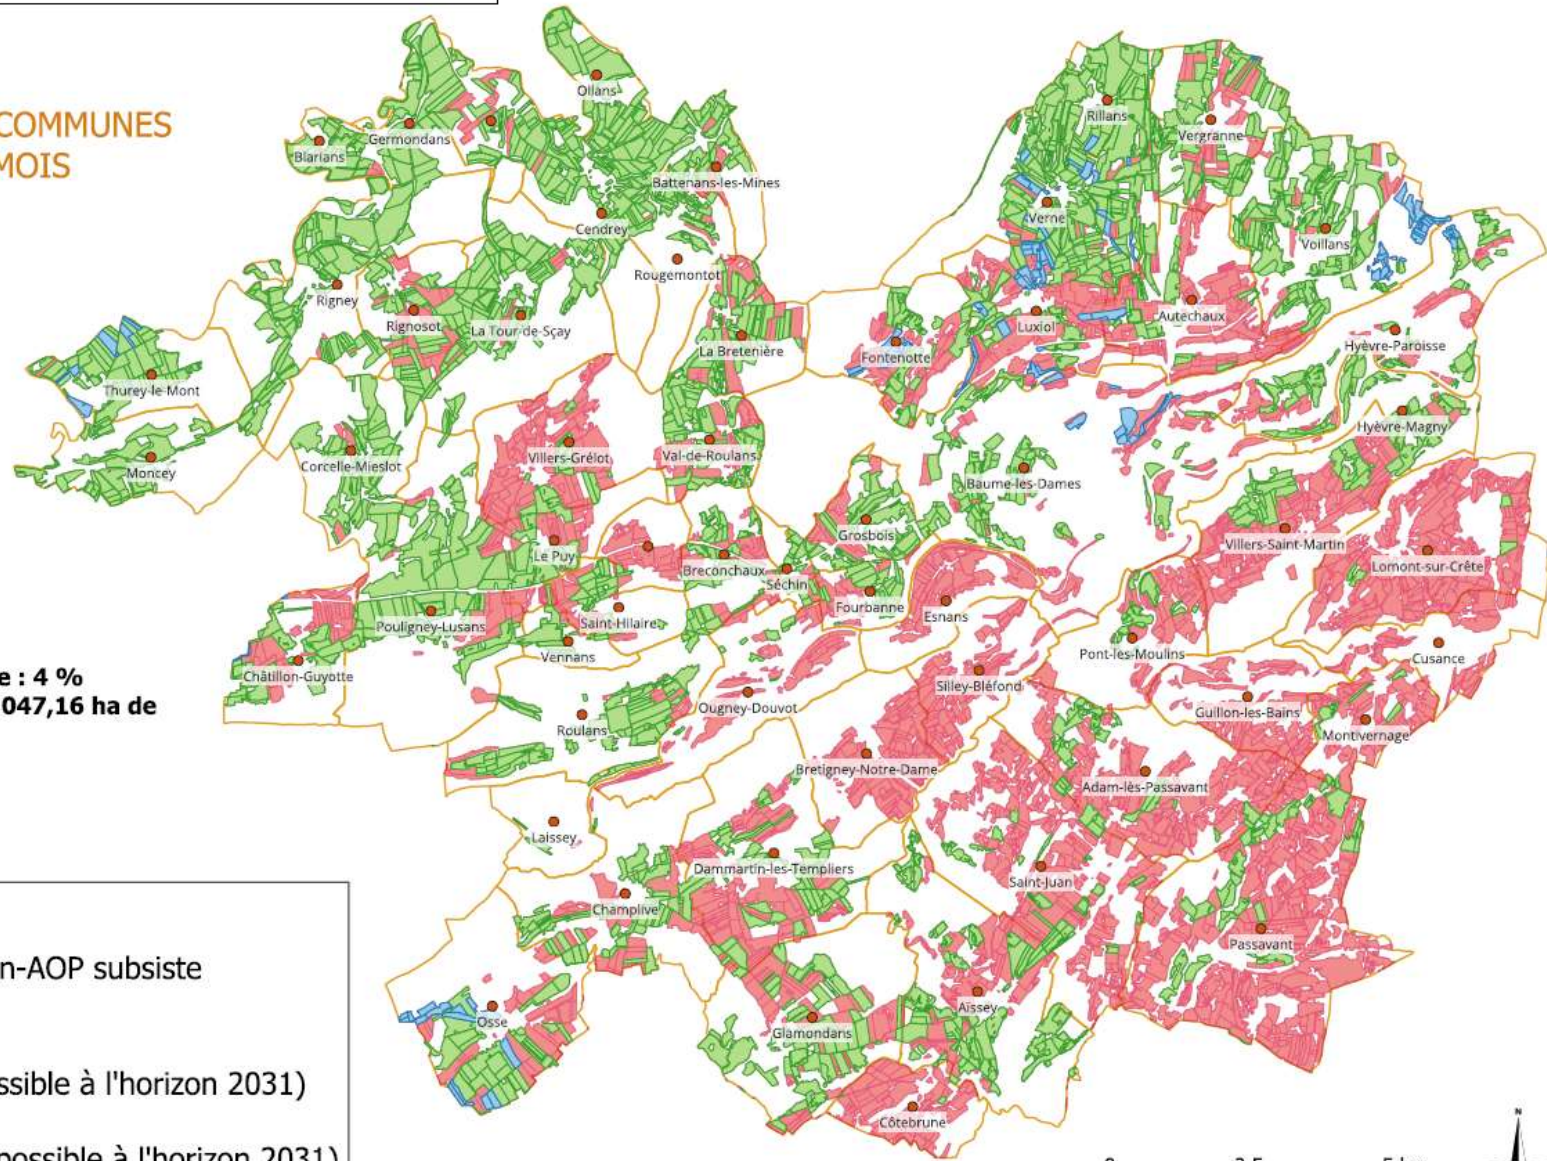 COMMUNES
MOIS
e : 4 %
047,16 ha de
n-AOP subsiste
ssible à l'horizon 2031)
possible à l'horizon 2031)
Ollans
Rillans
Vergranne
Germondans
Blarians
Battenans-les-Mines
Verne
Cendrey
Voillans
Rougemontot
Rigney
Rignosot
La Tour-de-Sçay
Luxiol
Autechaux
La Bretenière
Fontenotte
Hyèvre-Paroisse
Thurey-le-Mont
Hyèvre-Magny
Villers-Grélot
Val-de-Roulans
Corcelle-Mieslot
Moncey
Baume-les-Dames
Grosbois
Villers-Saint-Martin
Le Puy
Lomont-sur-Crête
Breconchaux
Séchin
Fourbanne
Esnans
Pouligney-Lusans
Saint-Hilaire
Vennans
Pont-les-Moulins
Cusance
Châtillon-Guyotte
Silley-Bléfond
Ougney-Douvot
Guillon-les-Bains
Roulans
Montivernage
Bretigney-Notre-Dame
Adam-lès-Passavant
Laissey
Dammartin-les-Templiers
Saint-Juan
Champlive
Passavant
Aïssey
Osse
Glamondans
Côtebrune
N